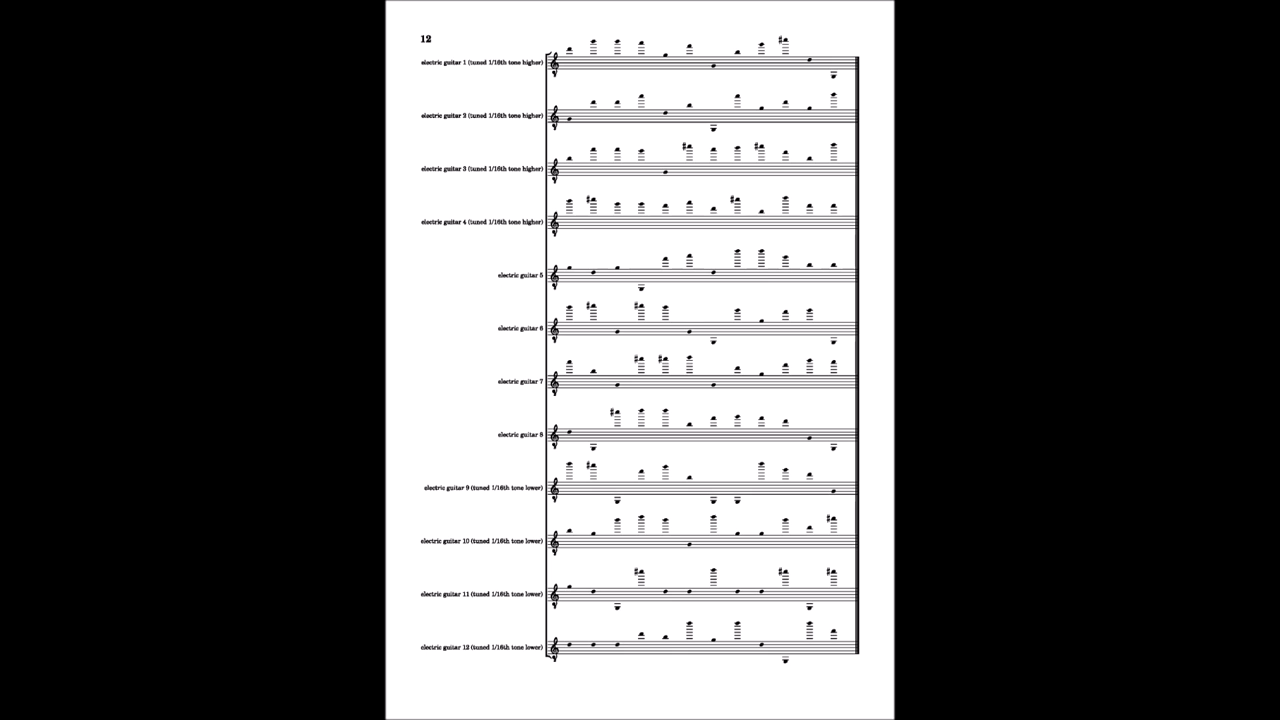 12
electric guitar 1 (tuned 1/16th tone higher)
electric guitar 2 (tuned 1/16th tone higher)
electric guitar 3 (tuned 1/16th tone higher)
electric guitar 4 (tuned 1/16th tone higher)
electric guitar 5
electric guitar 6
electric guitar 7
electric guitar 8
electric guitar 9 (tuned 1/16th tone lower)
electric guitar 10 (tuned 1/16th tone lower)
electric guitar 11 (tuned 1/16th tone lower)
electric guitar 12 (tuned 1/16th tone lower)